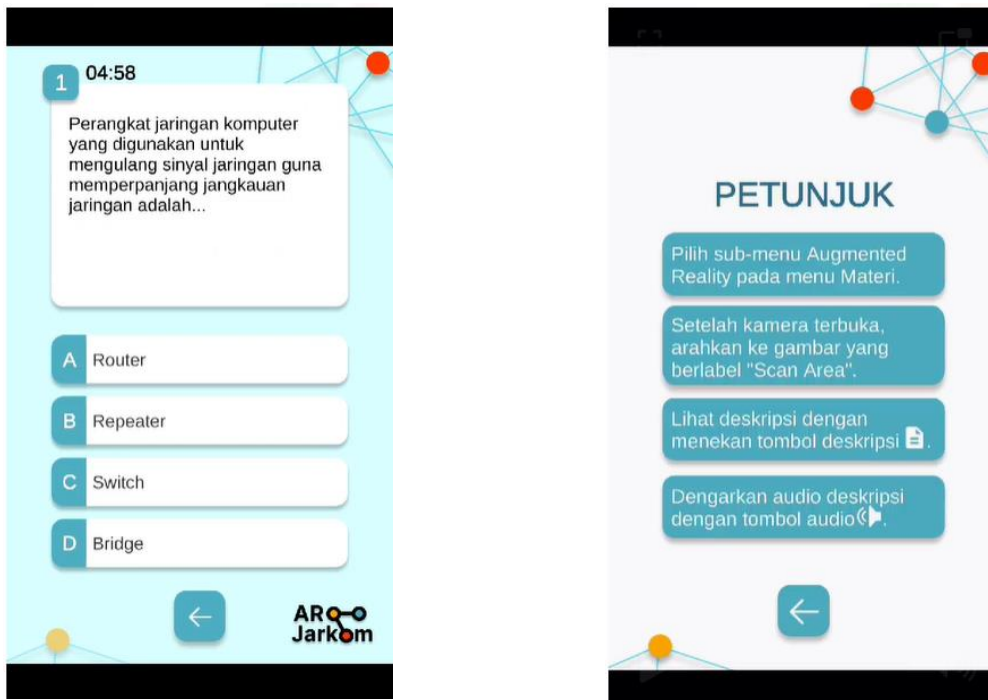 1
04:58
Perangkat jaringan komputer
yang digunakan untuk
mengulang sinyal jaringan guna
memperpanjang jangkauan
jaringan adalah...
A Router
B Repeater
C Switch
D Bridge
AR
Jarkom
PETUNJUK
Pilih sub-menu Augmented
Reality pada menu Materi.
Setelah kamera terbuka,
arahkan ke gambar yang
berlabel "Scan Area".
Lihat deskripsi dengan
menekan tombol deskripsi .
Dengarkan audio deskripsi
dengan tombol audio .